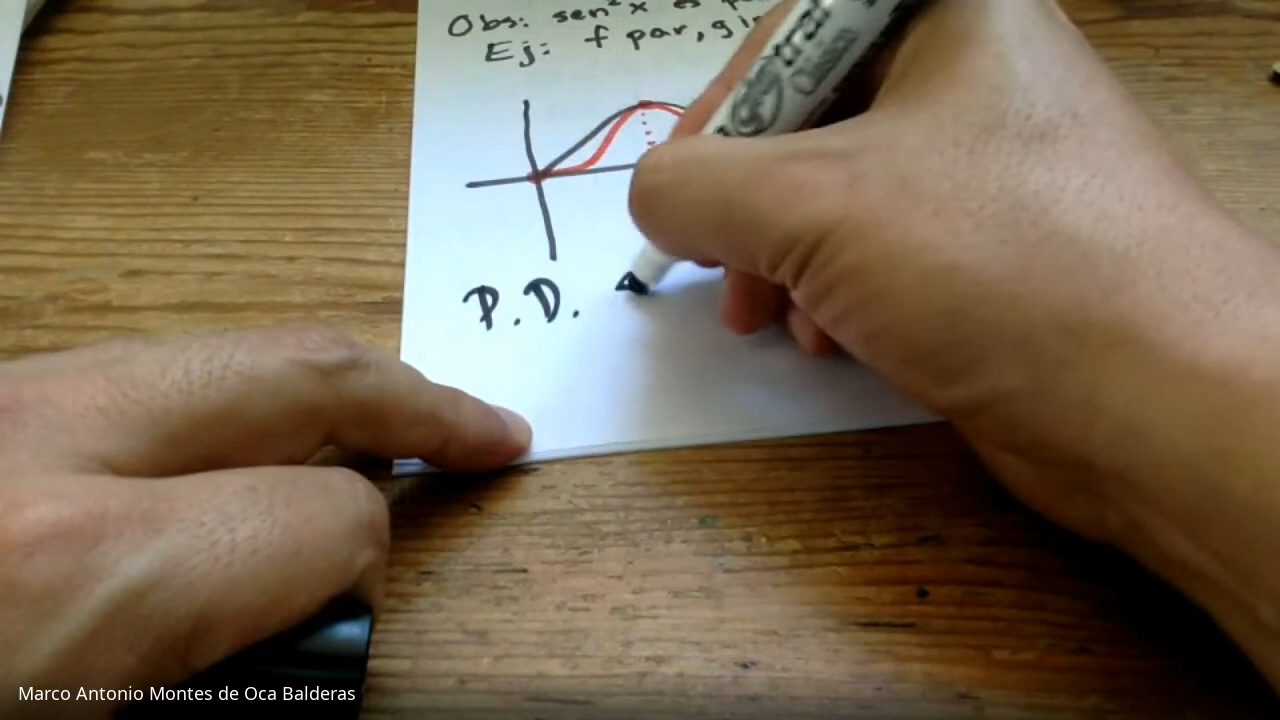 Obs: sen²x es
Ej: f par, g
P.D.
Marco Antonio Montes de Oca Balderas